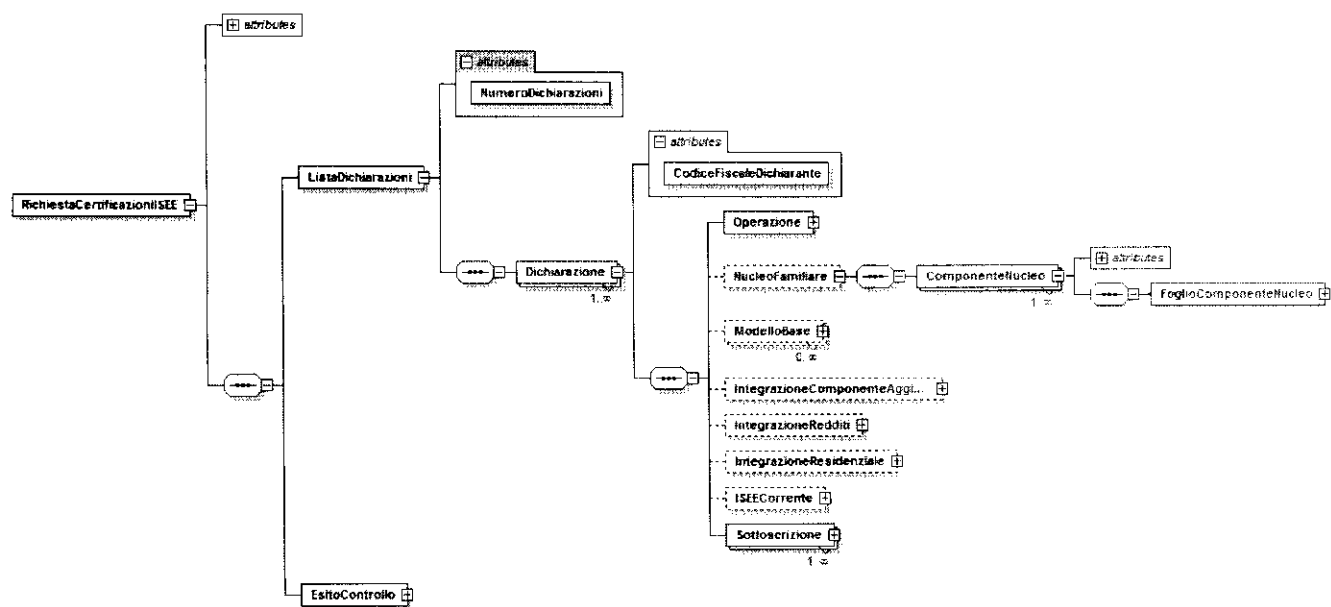 attributes
attributes
NumeroDichiarazioni
attributes
CodiceFiscaleDichiarante
ListaDichiarazioni
RichiestaCertificazioniISEE
Operazione
attributes
Dichiarazione
NucleoFamiliare
ComponenteNucleo
1..∞
1..∞
FoglioComponenteNucleo
ModelloBase
0..∞
IntegrazioneComponenteAggi...
IntegrazioneRedditi
IntegrazioneResidenziale
ISEECorrente
Sottoscrizione
1..∞
EsitoControllo